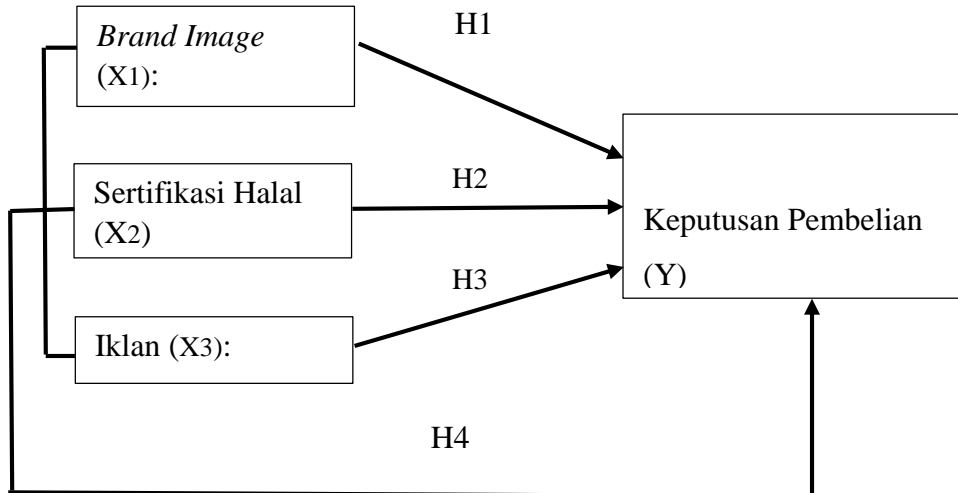 Brand Image
(X1):
H1
Sertifikasi Halal
(X2)
H2
Keputusan Pembelian
(Y)
H3
Iklan (X3):
H4